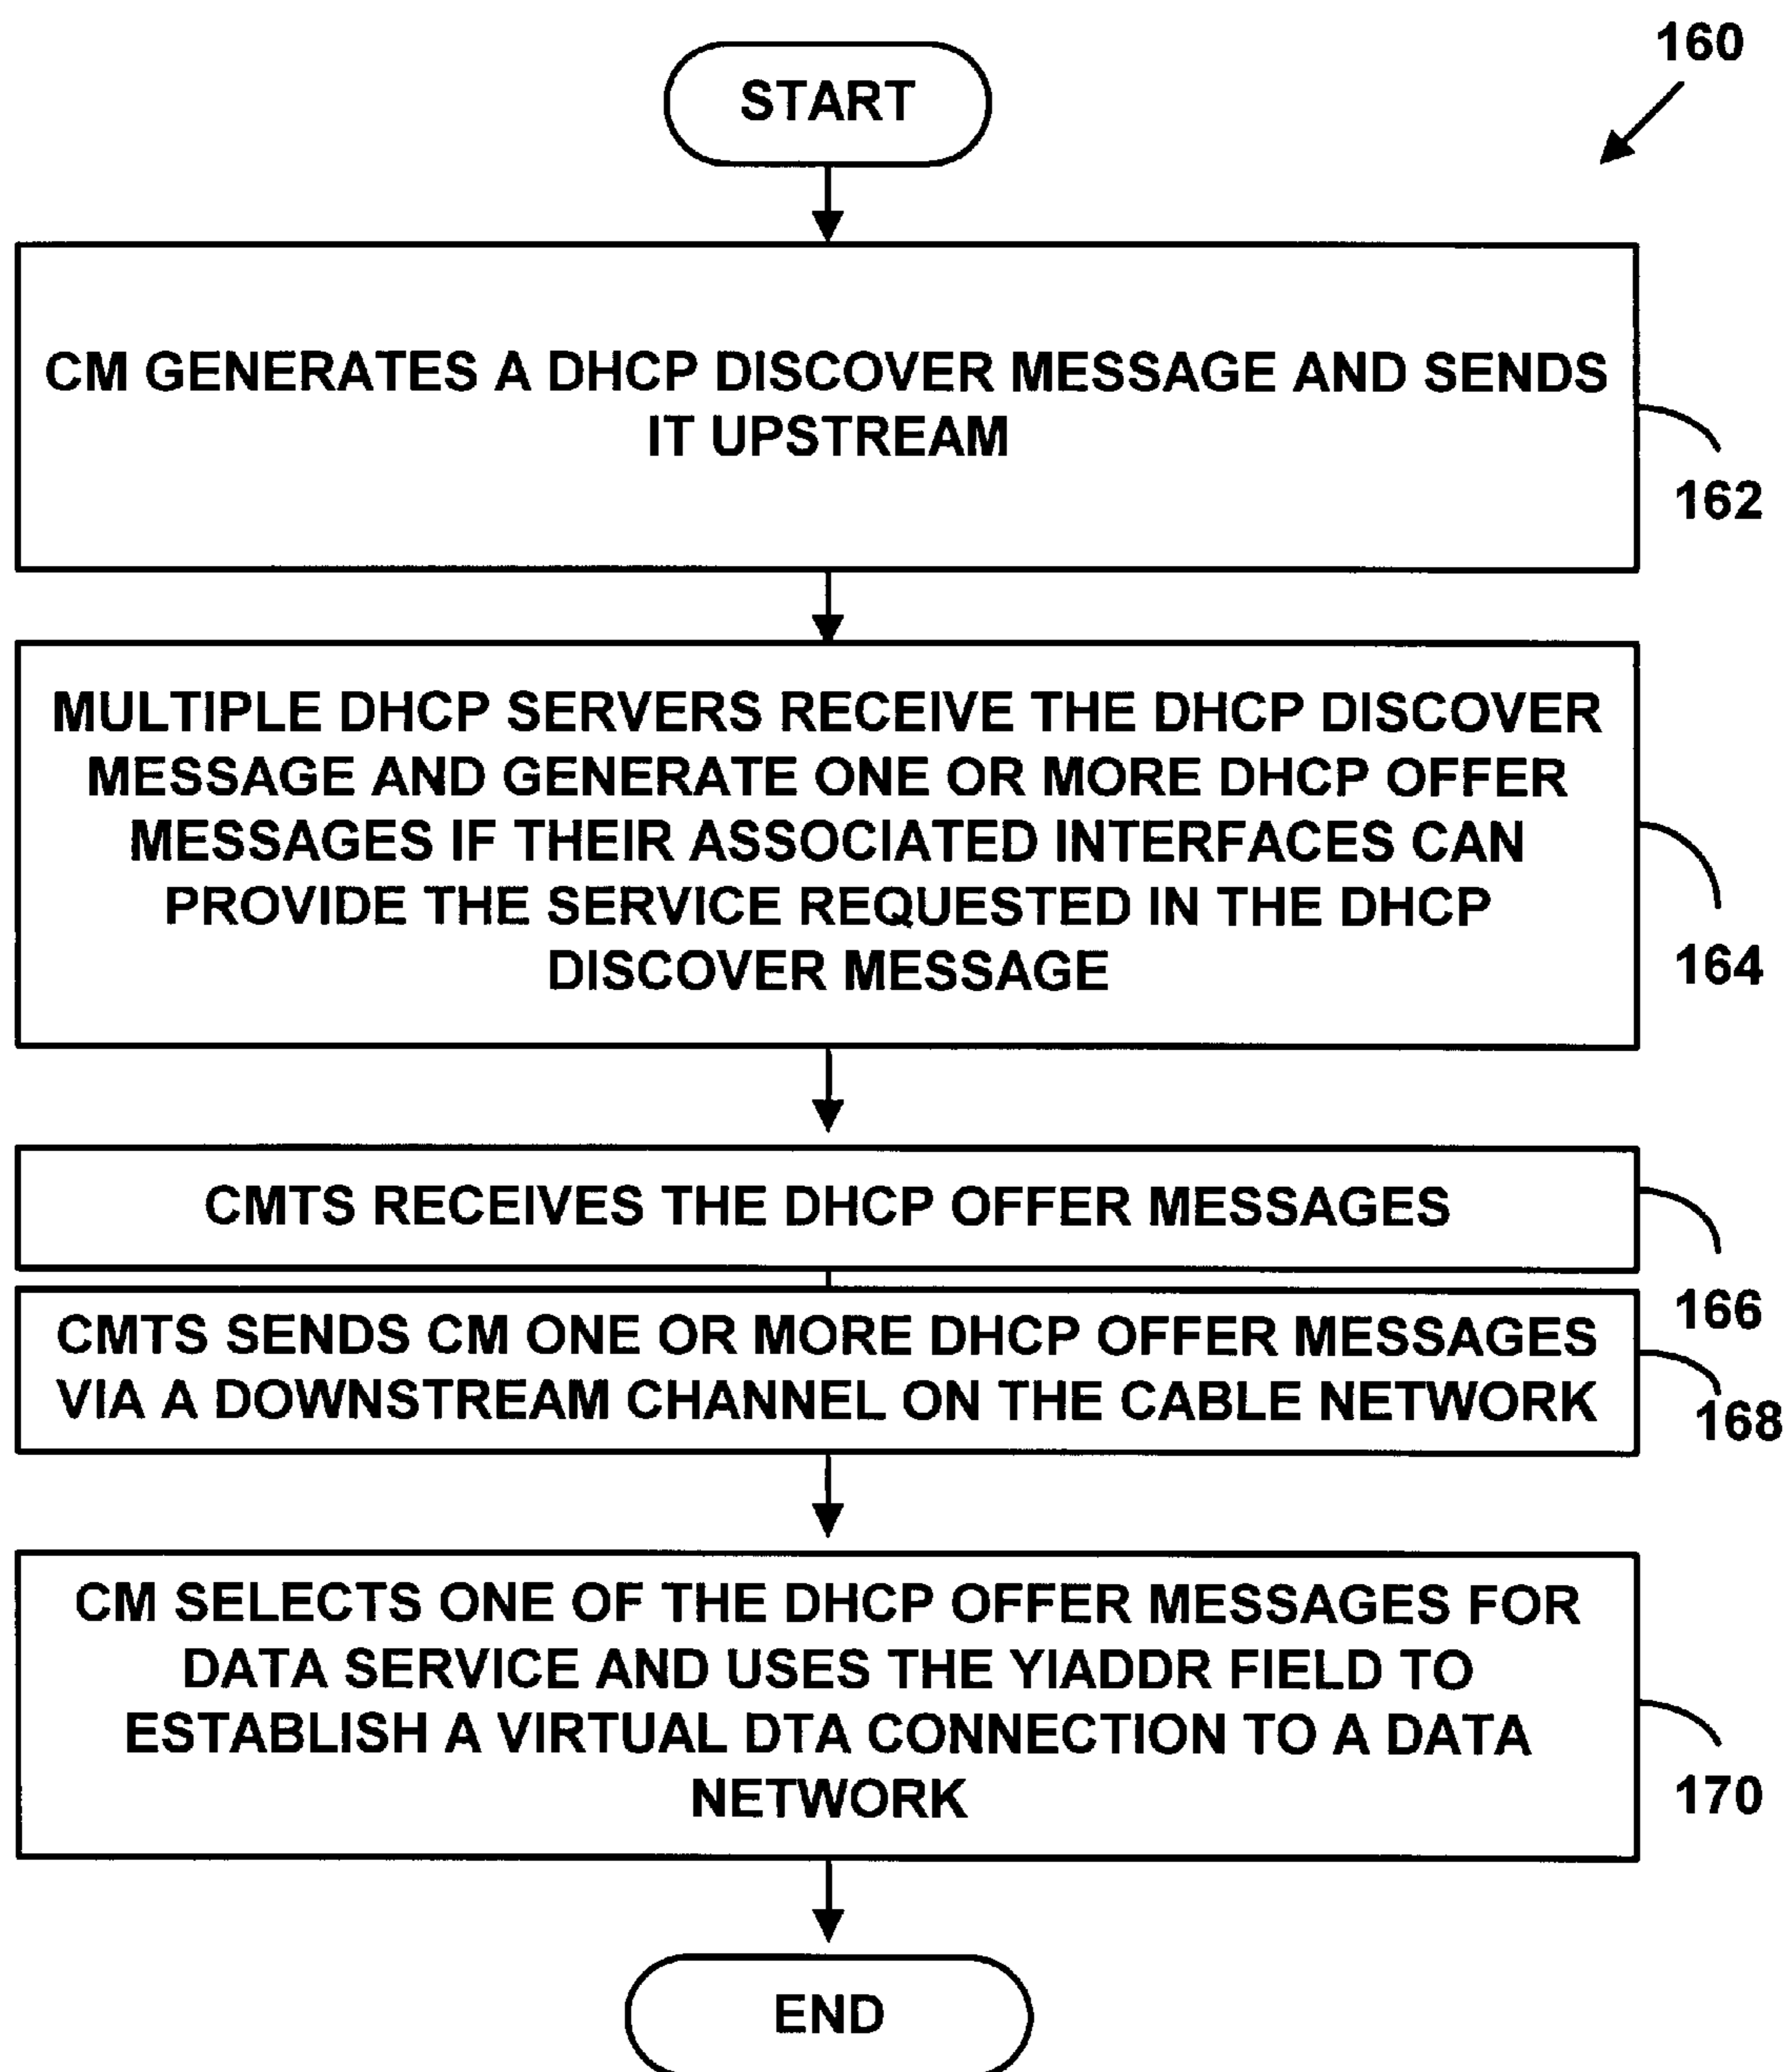 160
START
CM GENERATES A DHCP DISCOVER MESSAGE AND SENDS
IT UPSTREAM
162
MULTIPLE DHCP SERVERS RECEIVE THE DHCP DISCOVER
MESSAGE AND GENERATE ONE OR MORE DHCP OFFER
MESSAGES IF THEIR ASSOCIATED INTERFACES CAN
PROVIDE THE SERVICE REQUESTED IN THE DHCP
DISCOVER MESSAGE
164
CMTS RECEIVES THE DHCP OFFER MESSAGES
166
CMTS SENDS CM ONE OR MORE DHCP OFFER MESSAGES
VIA A DOWNSTREAM CHANNEL ON THE CABLE NETWORK
168
CM SELECTS ONE OF THE DHCP OFFER MESSAGES FOR
DATA SERVICE AND USES THE YIADDR FIELD TO
ESTABLISH A VIRTUAL DTA CONNECTION TO A DATA
NETWORK
170
END